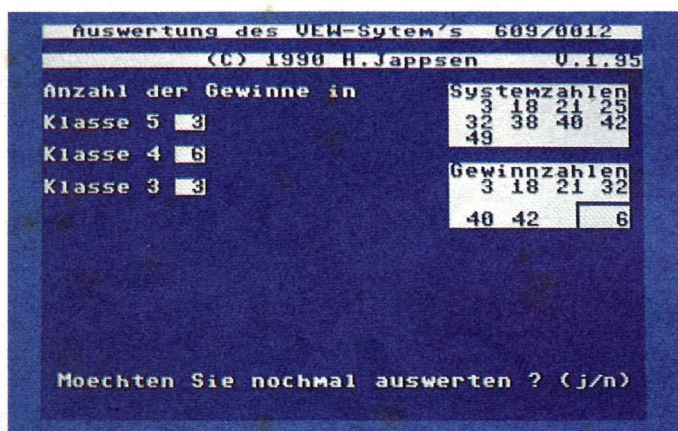 Auswertung des VEW-Sytem's 609/0012
(C) 1990 H.Jappsen V.1.95
Anzahl der Gewinne in
Klasse 5 3
Klasse 4 6
Klasse 3 3
Systemzahlen
3 18 21 25
32 38 40 42
49
Gewinnzahlen
3 18 21 32
40 42 6
Moechten Sie nochmal auswerten ? (j/n)